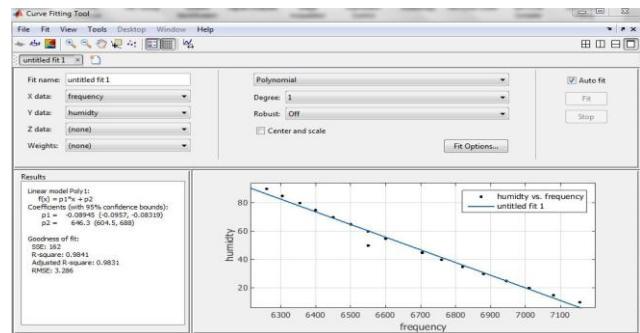 Curve Fitting Tool
File Fit View Tools Desktop Window Help
untitled fit 1
Fit name: untitled fit 1
X data: frequency
Y data: humidty
Z data: (none)
Weights: (none)
Polynomial
Degree: 1
Robust: Off
Center and scale
Fit Options...
Auto fit
Fit
Stop
Results
Linear model Poly1:
f(x) = p1*x + p2
Coefficients (with 95% confidence bounds):
p1 = -0.08945 (-0.0957, -0.08319)
p2 = 646.3 (604.5, 688)
Goodness of fit:
SSE: 162
R-square: 0.9841
Adjusted R-square: 0.9831
RMSE: 3.286
humidty vs. frequency
untitled fit 1
80
60
40
20
humidty
6300 6400 6500 6600 6700 6800 6900 7000 7100
frequency